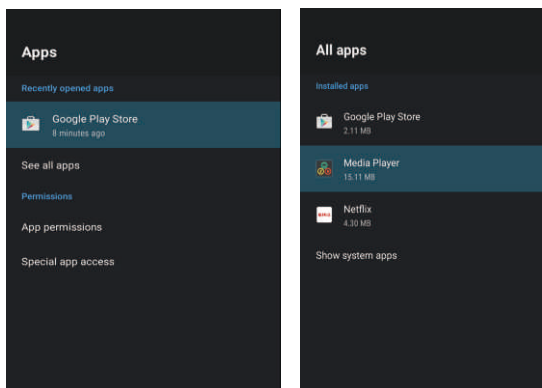 Apps
Recently opened apps
Google Play Store
8 minutes ago
See all apps
Permissions
App permissions
Special app access
All apps
Installed apps
Google Play Store
2.11 MB
Media Player
15.11 MB
Netflix
4.30 MB
Show system apps